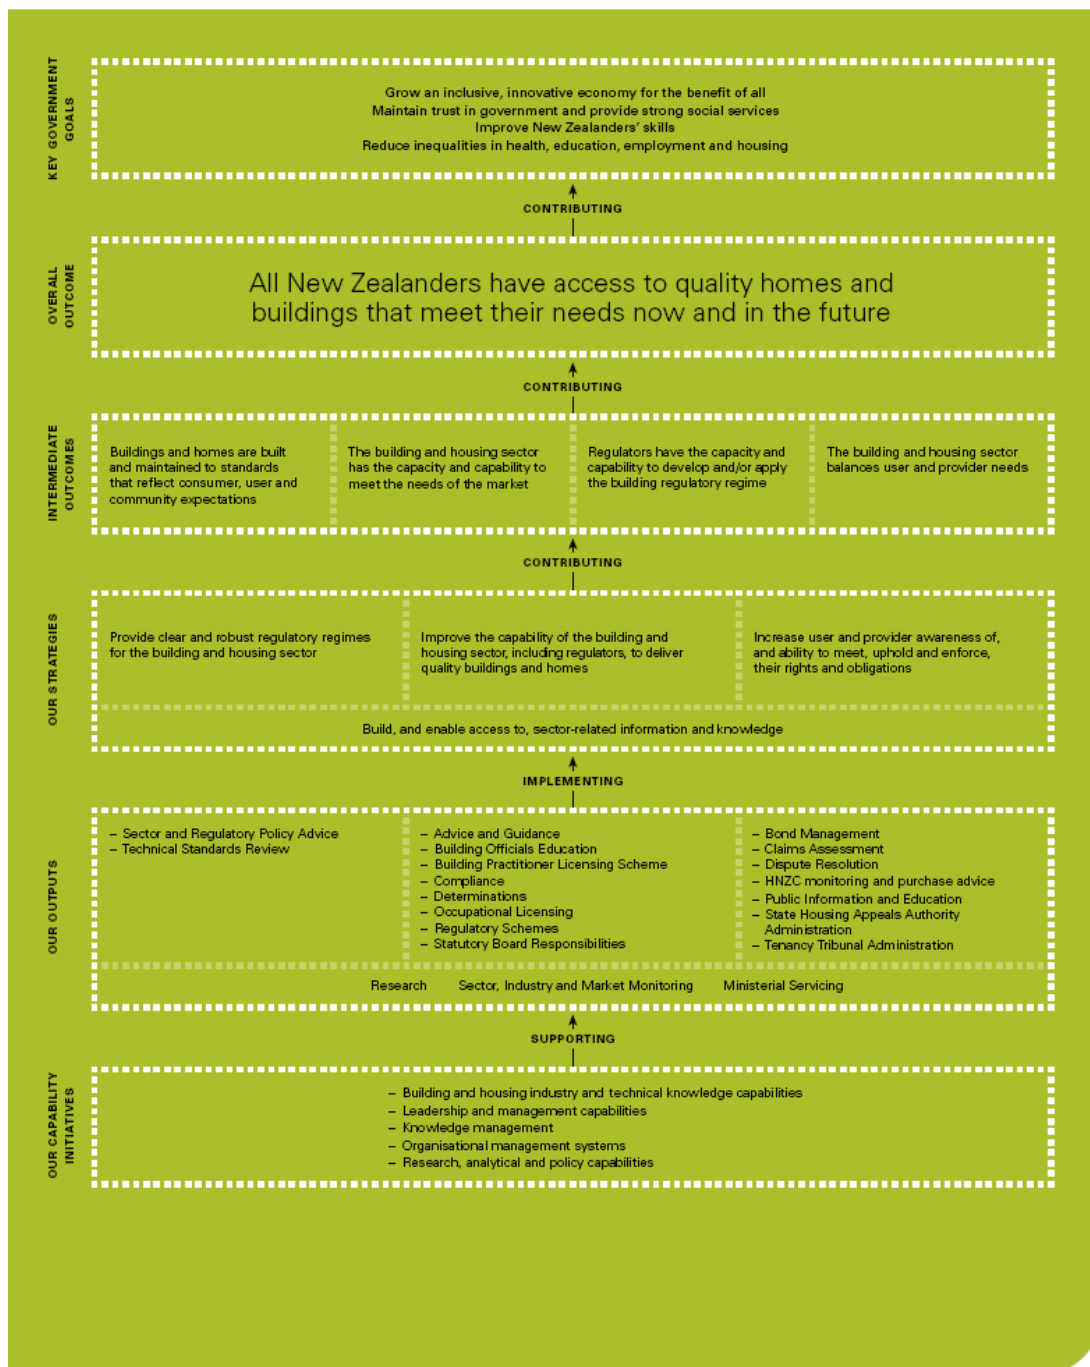 KEY GOVERNMENT
GOALS
Grow an inclusive, innovative economy for the benefit of all
Maintain trust in government and provide strong social services
Improve New Zealanders' skills
Reduce inequalities in health, education, employment and housing
CONTRIBUTING
OVERALL
OUTCOME
All New Zealanders have access to quality homes and
buildings that meet their needs now and in the future
CONTRIBUTING
INTERMEDIATE
OUTCOMES
Buildings and homes are built
and maintained to standards
that reflect consumer, user and
community expectations
The building and housing sector
has the capacity and capability to
meet the needs of the market
Regulators have the capacity and
capability to develop and/or apply
the building regulatory regime
The building and housing sector
balances user and provider needs
CONTRIBUTING
OUR STRATEGIES
Provide clear and robust regulatory regimes
for the building and housing sector
Improve the capability of the building and
housing sector, including regulators, to deliver
quality buildings and homes
Increase user and provider awareness of,
and ability to meet, uphold and enforce,
their rights and obligations
Build, and enable access to, sector-related information and knowledge
IMPLEMENTING
OUR OUTPUTS
– Sector and Regulatory Policy Advice
– Technical Standards Review
– Advice and Guidance
– Building Officials Education
– Building Practitioner Licensing Scheme
– Compliance
– Determinations
– Occupational Licensing
– Regulatory Schemes
– Statutory Board Responsibilities
– Bond Management
– Claims Assessment
– Dispute Resolution
– HNZC monitoring and purchase advice
– Public Information and Education
– State Housing Appeals Authority
Administration
– Tenancy Tribunal Administration
Research Sector, Industry and Market Monitoring Ministerial Servicing
SUPPORTING
OUR CAPABILITY
INITIATIVES
– Building and housing industry and technical knowledge capabilities
– Leadership and management capabilities
– Knowledge management
– Organisational management systems
– Research, analytical and policy capabilities